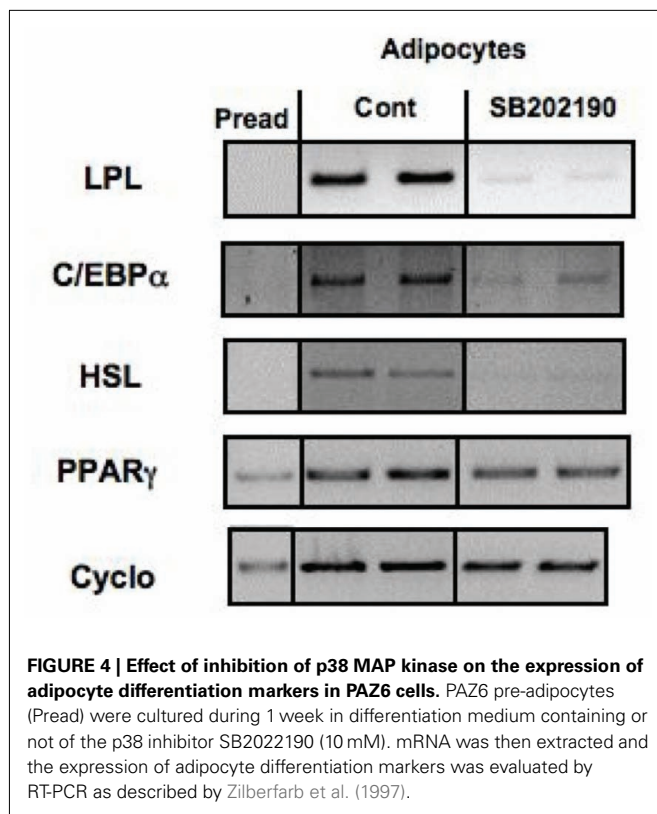 Adipocytes
Pread Cont SB202190
LPL
C/EBPα
HSL
PPARγ
Cyclo
FIGURE 4 | Effect of inhibition of p38 MAP kinase on the expression of
adipocyte differentiation markers in PAZ6 cells. PAZ6 pre-adipocytes
(Pread) were cultured during 1 week in differentiation medium containing or
not of the p38 inhibitor SB2022190 (10 mM). mRNA was then extracted and
the expression of adipocyte differentiation markers was evaluated by
RT-PCR as described by Zilberfarb et al. (1997).